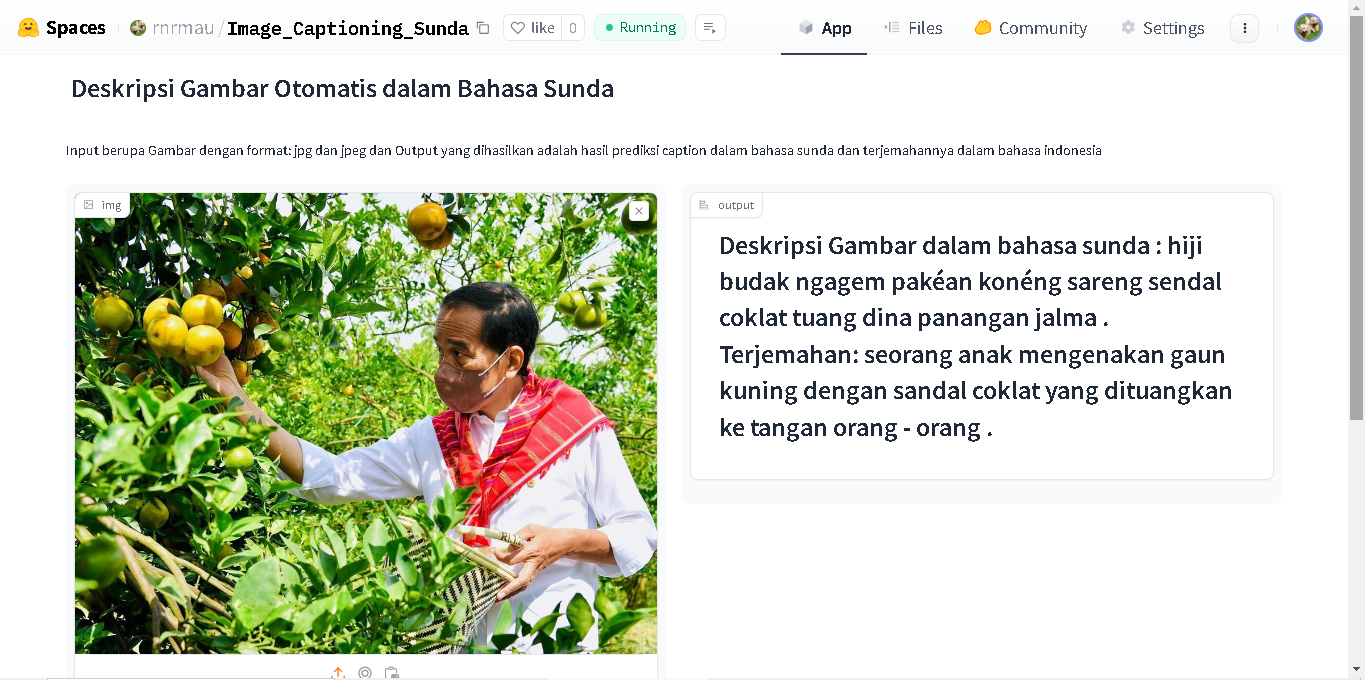 Spaces
rnrmau/Image_Captioning_Sunda
like 0
Running
App
Files
Community
Settings
Deskripsi Gambar Otomatis dalam Bahasa Sunda
Input berupa Gambar dengan format: jpg dan jpeg dan Output yang dihasilkan adalah hasil prediksi caption dalam bahasa sunda dan terjemahannya dalam bahasa indonesia
img
output
Deskripsi Gambar dalam bahasa sunda : hiji
budak ngagem pakéan konéng sareng sendal
coklat tuang dina panangan jalma .
Terjemahan: seorang anak mengenakan gaun
kuning dengan sandal coklat yang dituangkan
ke tangan orang - orang .